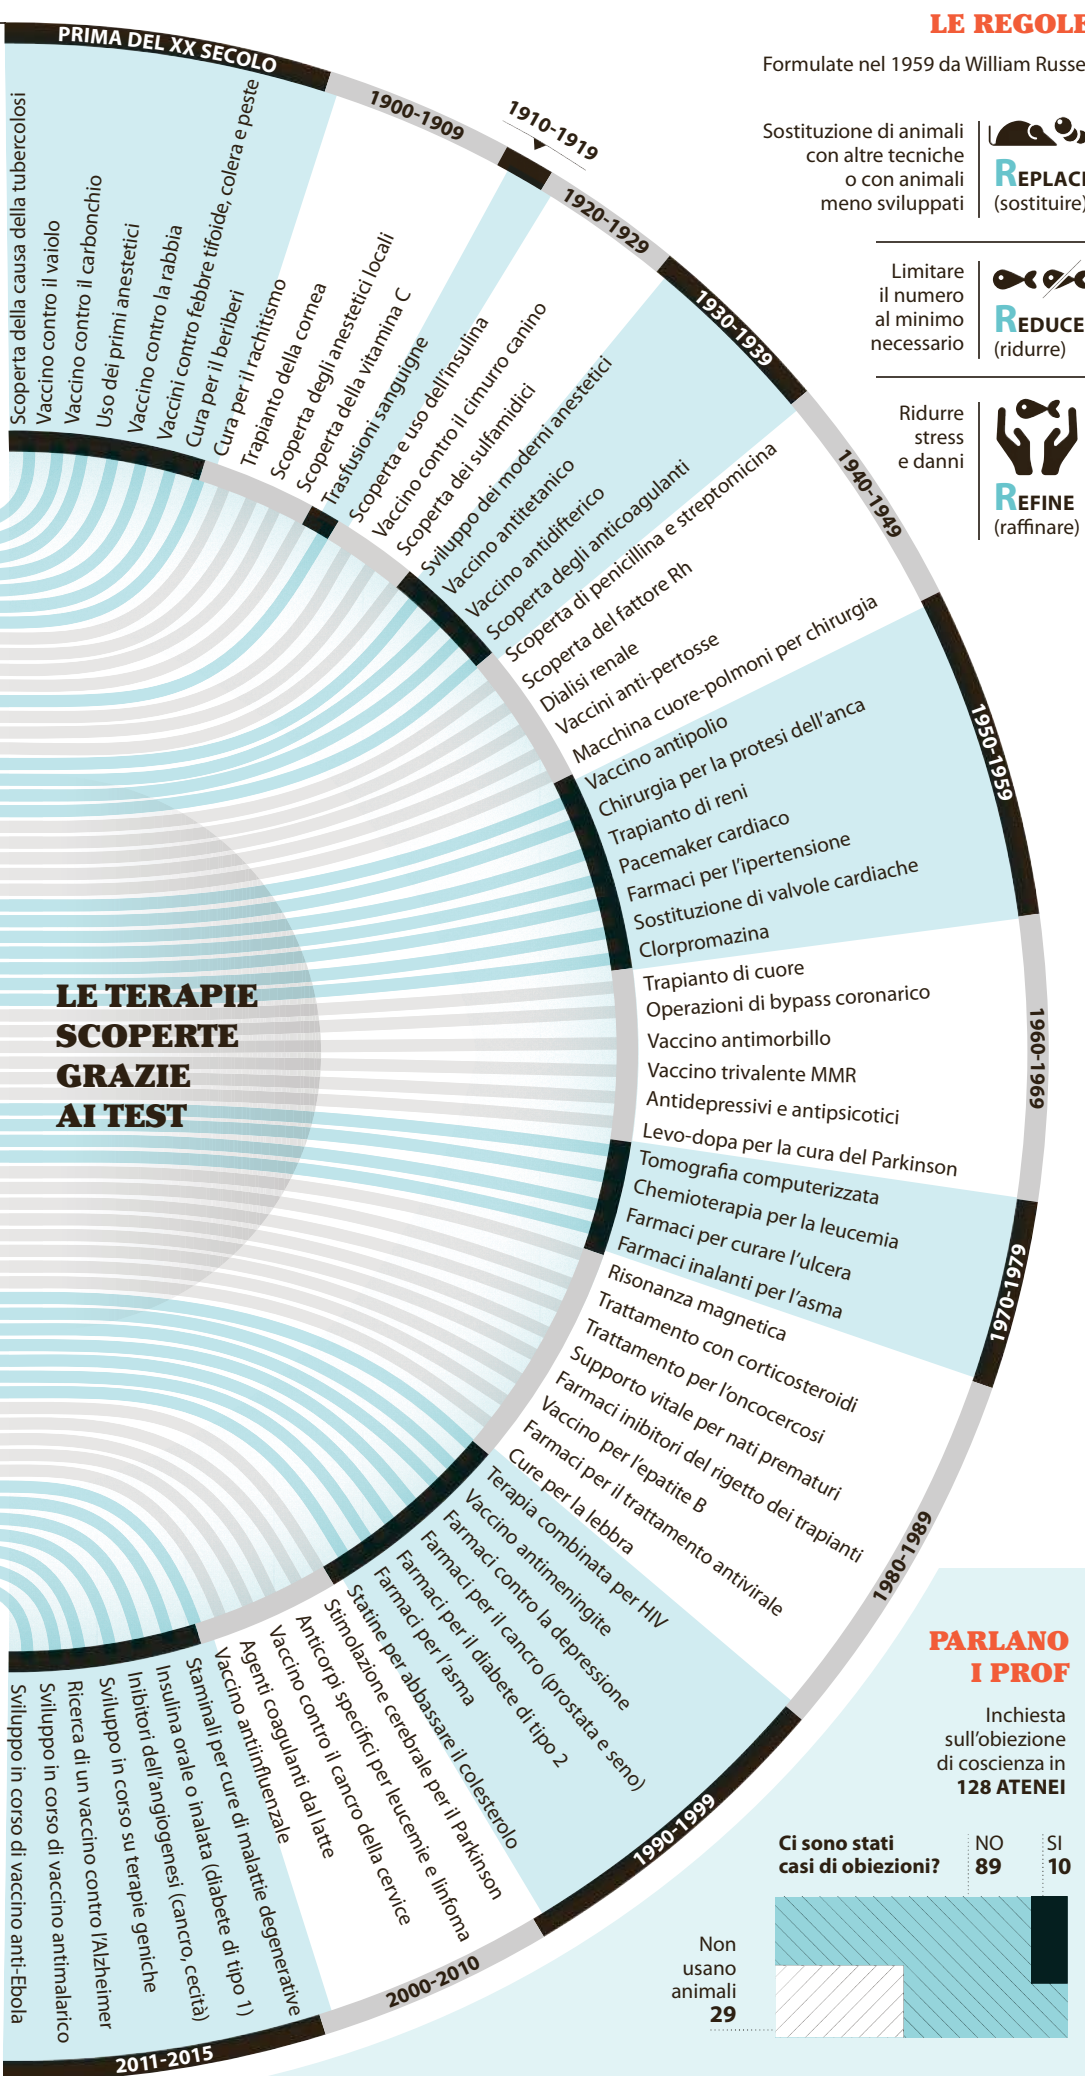 PRIMA DEL XX SECOLO
Scoperta della causa della tubercolosi
Vaccino contro il vaiolo
Vaccino contro il carbonchio
Uso dei primi anestetici
Vaccino contro la rabbia
Vaccini contro febbre tifoide, colera e peste
Cura per il beriberi
1900-1909
Cura per il rachitismo
Trapianto della cornea
Scoperta degli anestetici locali
Scoperta della vitamina C
1910-1919
Trasfusioni sanguigne
1920-1929
Scoperta e uso dell'insulina
Vaccino contro il cimurro canino
Scoperta dei sulfamidici
1930-1939
Sviluppo dei moderni anestetici
Vaccino antitetanico
Vaccino antidifterico
Scoperta degli anticoagulanti
1940-1949
Scoperta di penicillina e streptomicina
Scoperta del fattore Rh
Dialisi renale
Vaccini anti-pertosse
Macchina cuore-polmoni per chirurgia
1950-1959
Vaccino antipolio
Chirurgia per la protesi dell'anca
Trapianto di reni
Pacemaker cardiaco
Farmaci per l'ipertensione
Sostituzione di valvole cardiache
Clorpromazina
1960-1969
Trapianto di cuore
Operazioni di bypass coronarico
Vaccino antimorbillo
Vaccino trivalente MMR
Antidepressivi e antipsicotici
Levo-dopa per la cura del Parkinson
1970-1979
Tomografia computerizzata
Chemioterapia per la leucemia
Farmaci per curare l'ulcera
Farmaci inalanti per l'asma
1980-1989
Risonanza magnetica
Trattamento con corticosteroidi
Trattamento per l'oncocercosi
Supporto vitale per nati prematuri
Farmaci inibitori del rigetto dei trapianti
Vaccino per l'epatite B
Farmaci per il trattamento antivirale
Cure per la lebbra
1990-1999
Terapia combinata per HIV
Vaccino antimeningite
Farmaci contro la depressione
Farmaci per il cancro (prostata e seno)
Farmaci per il diabete di tipo 2
Farmaci per l'asma
Statine per abbassare il colesterolo
2000-2010
Stimolazione cerebrale per il Parkinson
Anticorpi specifici per leucemie e linfoma
Vaccino contro il cancro della cervice
Agenti coagulanti dal latte
Vaccino antiinfluenzale
2011-2015
Staminali per cure di malattie degenerative
Insulina orale o inalata (diabete di tipo 1)
Inibitori dell'angiogenesi (cancro, cecità)
Sviluppo in corso su terapie geniche
Ricerca di un vaccino contro l'Alzheimer
Sviluppo in corso di vaccino antimalarico
Sviluppo in corso di vaccino anti-Ebola
LE TERAPIE
SCOPERTE
GRAZIE
AI TEST
LE REGOLE
Formulate nel 1959 da William Russe
Sostituzione di animali
con altre tecniche
o con animali
meno sviluppati
REPLACE
(sostituire)
Limitare
il numero
al minimo
necessario
REDUCE
(ridurre)
Ridurre
stress
e danni
REFINE
(raffinare)
PARLANO
I PROF
Inchiesta
sull'obiezione
di coscienza in
128 ATENEI
Ci sono stati
casi di obiezioni?
NO
89
SI
10
Non
usano
animali
29